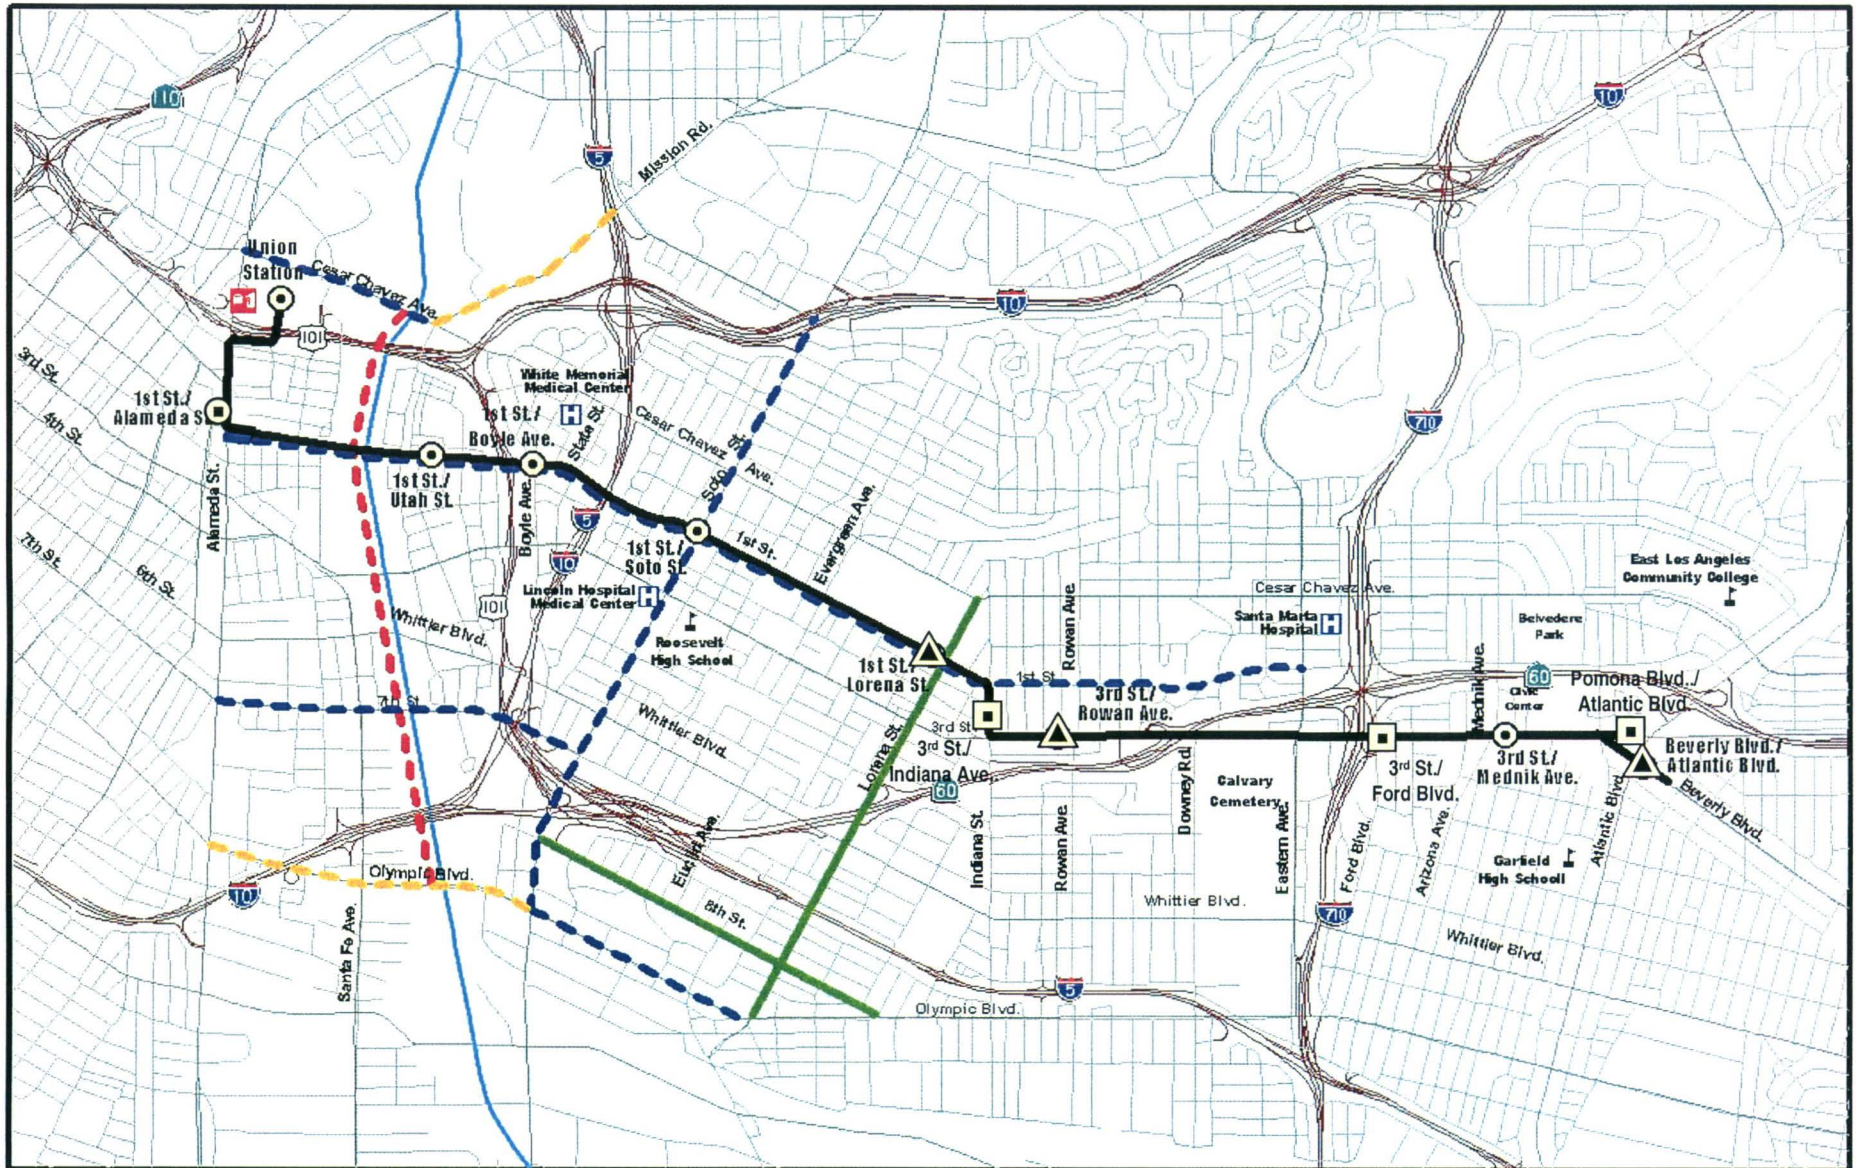 110
10
5
Mission Rd.
Union
Station
Cesar Chavez Ave.
101
10
3rd St.
4th St.
1st St./
Alameda S
White Memorial
Medical Center
H
1st St./
Boyle Ave.
State St.
Cesar Chavez Ave.
Soto St.
710
1st St./
Utah St.
Alameda St.
Boyle Ave.
5
10
1st St./
Soto St.
1st St.
Evergreen Ave.
7th St.
6th St.
101
Lincoln Hospital
Medical Center
H
Whittier Blvd.
Roosevelt
High School
Rowan Ave.
Cesar Chavez Ave.
East Los Angeles
Community College
Santa Marta
Hospital
H
Belvedere
Park
1st St.
Lorena St.
1st St.
3rd St./
Rowan Ave.
Mednik Ave.
60
Civic
Center
Pomona Blvd../
Atlantic Blvd.
7th St.
Whittier Blvd.
Lorena St.
3rd St.
3rd St./
Indiana Ave.
60
Downey Rd.
Calvary
Cemetery
3rd St./
Ford Blvd.
3rd St./
Mednik Ave.
Beverly Blvd./
Atlantic Blvd.
Beverly Blvd.
Euclid Ave.
Indiana St.
Rowan Ave.
Eastern Ave.
Ford Blvd.
Arizona Ave.
Atlantic Blvd.
Garfield
High Schooll
10
Olympic Blvd.
Santa Fe Ave.
8th St.
Whittier Blvd.
710
Whittier Blvd.
5
Olympic Blvd.